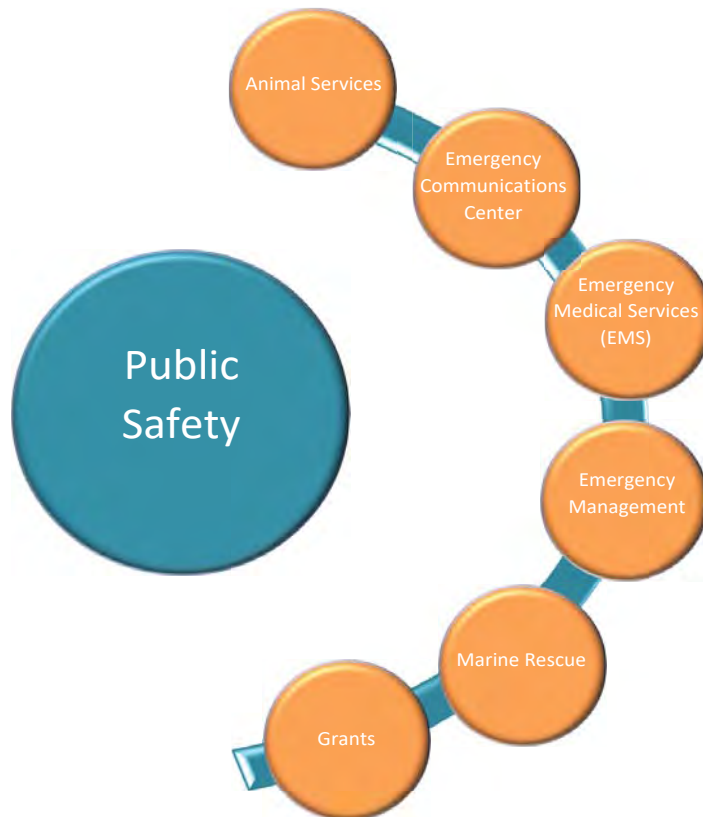 Animal Services
Emergency
Communications
Center
Emergency
Medical Services
(EMS)
Public
Safety
Emergency
Management
Marine Rescue
Grants